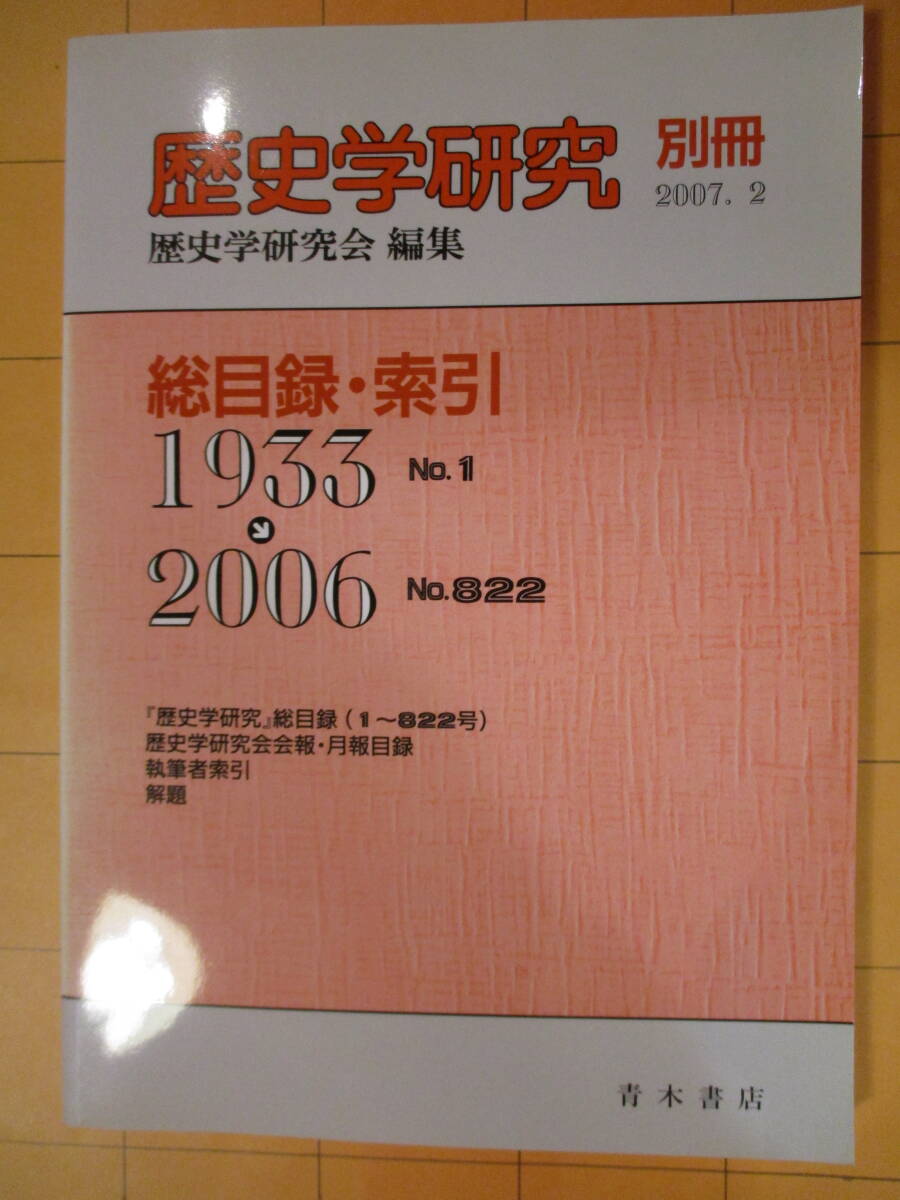 歴史学研究 別冊
2007. 2
歴史学研究会 編集
総目録・索引
1933 No.1
2006 No.822
『歴史学研究』総目録(1〜822号)
歴史学研究会会報・月報目録
執筆者索引
解題
青木書店